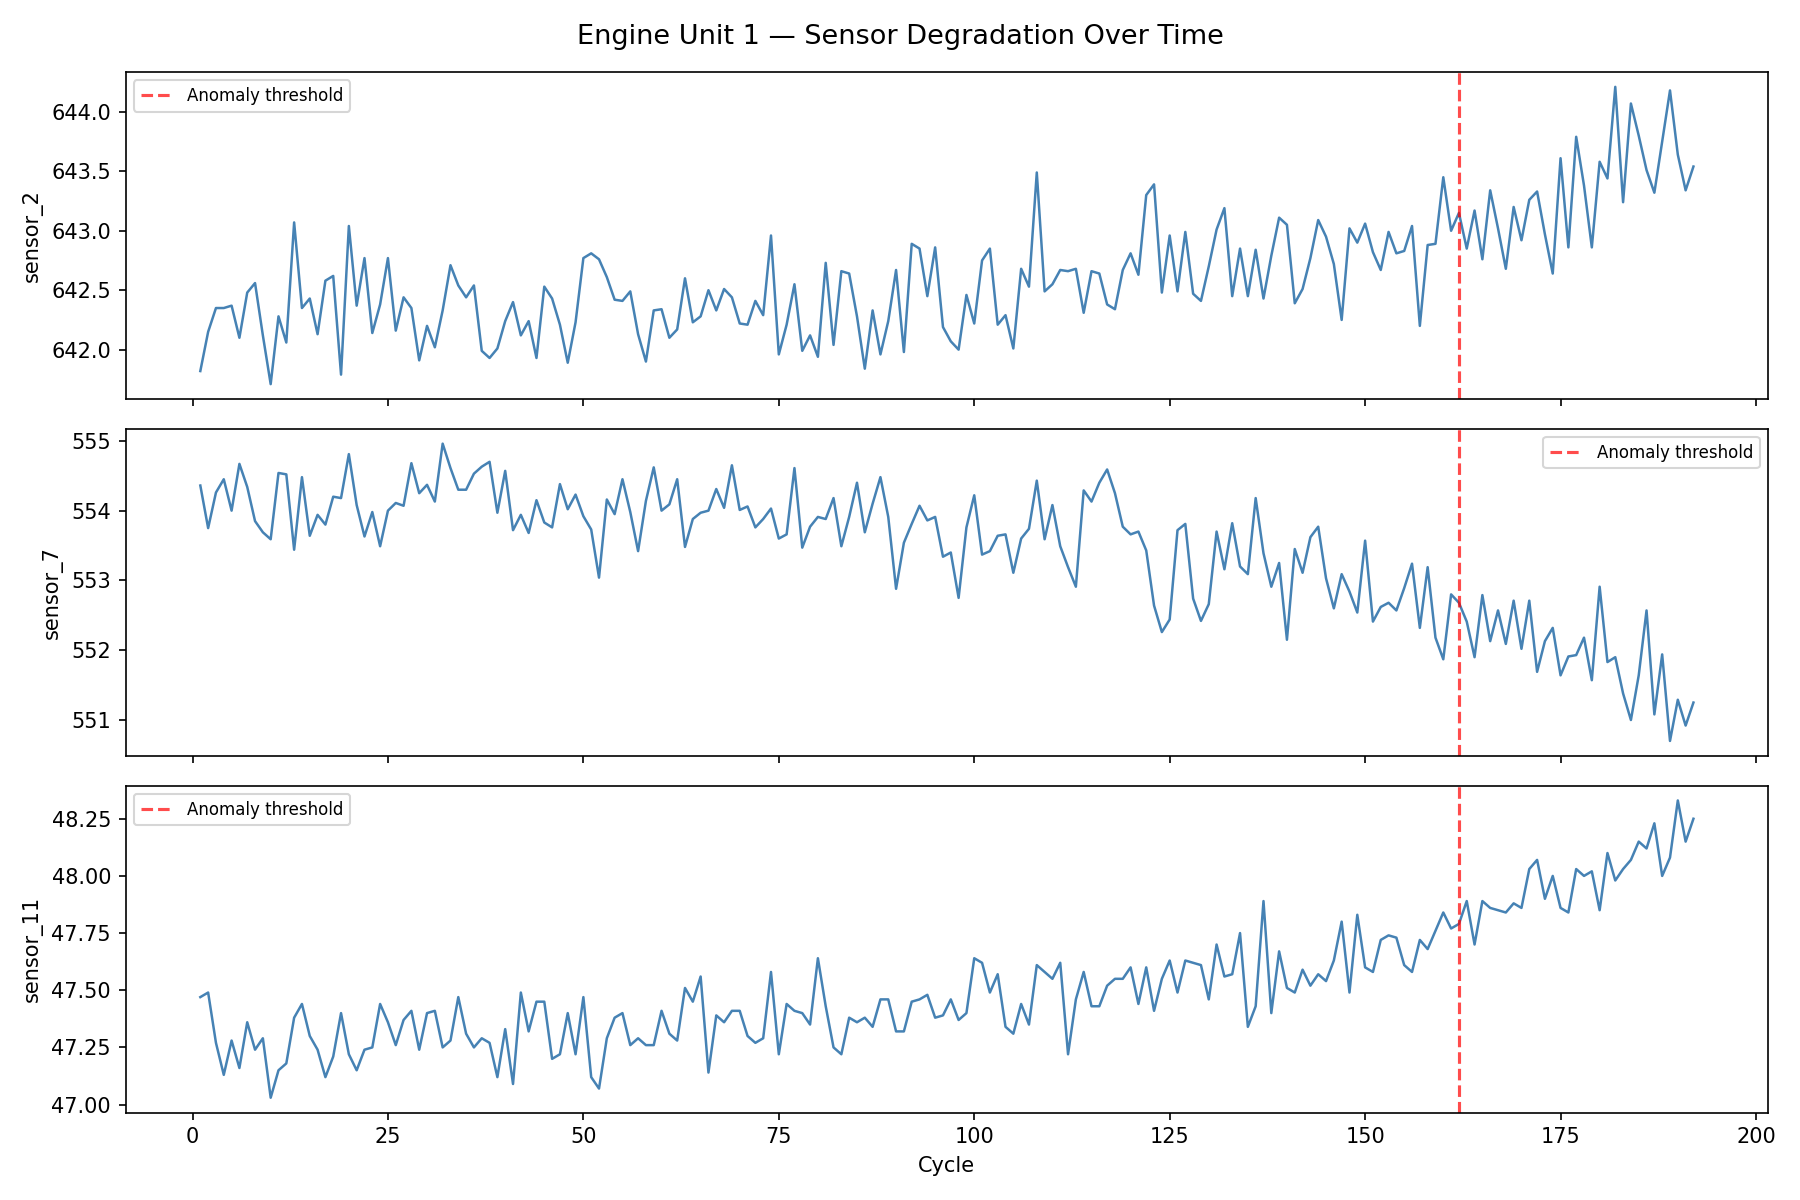 Engine Unit 1 — Sensor Degradation Over Time
Anomaly threshold
644.0
643.5
643.0
642.5
642.0
sensor_2
Anomaly threshold
555
554
553
552
551
sensor_7
Anomaly threshold
48.25
48.00
47.75
47.50
47.25
47.00
sensor_11
0 25 50 75 100 125 150 175 200
Cycle